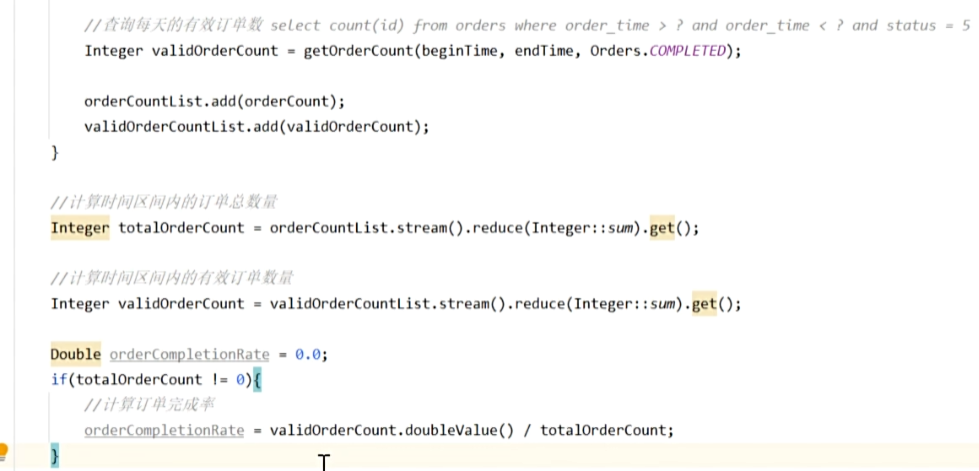 //查询每天的有效订单数 select count(id) from orders where order_time > ? and order_time < ? and status = 5
Integer validOrderCount = getOrderCount(beginTime, endTime, Orders.COMPLETED);
orderCountList.add(orderCount);
validOrderCountList.add(validOrderCount);
}
//计算时间区间内的订单总数量
Integer totalOrderCount = orderCountList.stream().reduce(Integer::sum).get();
//计算时间区间内的有效订单数量
Integer validOrderCount = validOrderCountList.stream().reduce(Integer::sum).get();
Double orderCompletionRate = 0.0;
if(totalOrderCount != 0){
//计算订单完成率
orderCompletionRate = validOrderCount.doubleValue() / totalOrderCount;
}